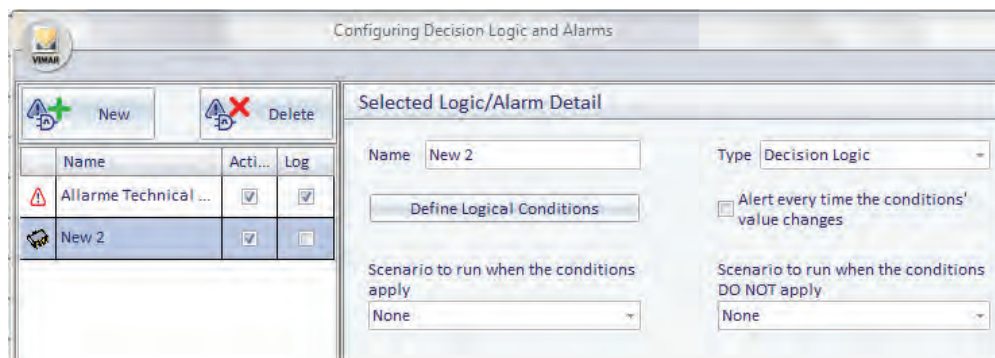 Configuring Decision Logic and Alarms
VIMAR
New
Delete
Name Acti... Log
Allarme Technical ...
New 2
Selected Logic/Alarm Detail
Name New 2
Type Decision Logic
Define Logical Conditions
Alert every time the conditions'
value changes
Scenario to run when the conditions
apply
None
Scenario to run when the conditions
DO NOT apply
None